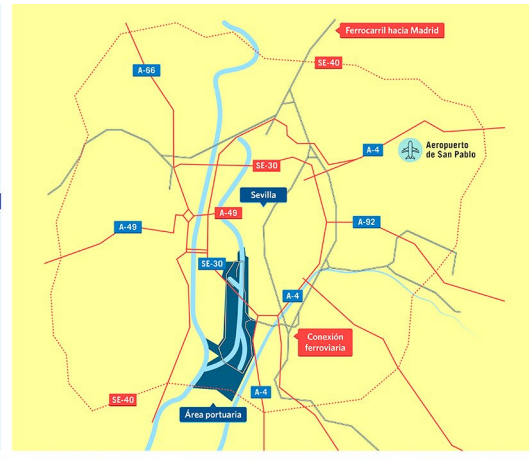 Ferrocarril hacia Madrid
SE-40
A-66
Aeropuerto
de San Pablo
A-4
SE-30
Sevilla
A-49
A-92
A-49
SE-30
A-4
Conexión
ferroviaria
A-4
SE-40
Área portuaria